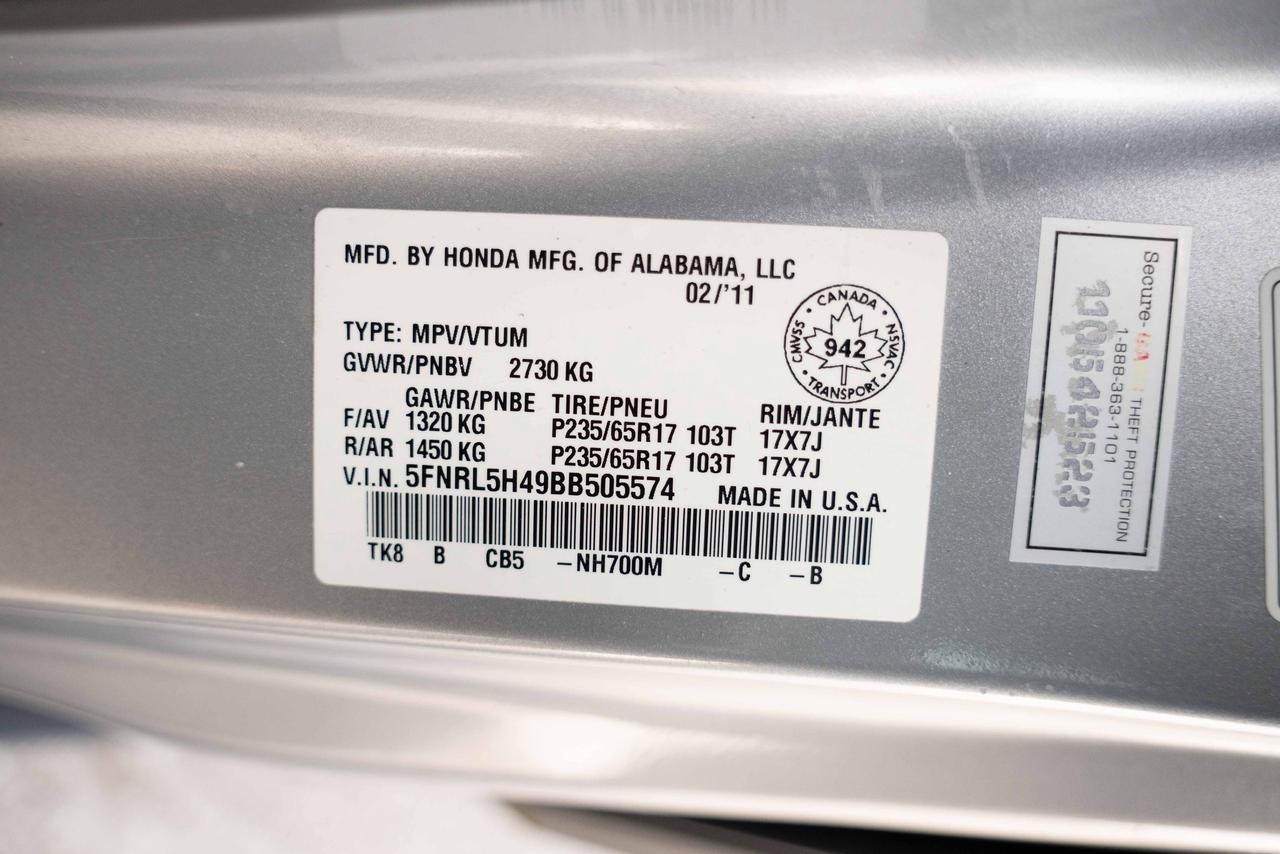 MFD. BY HONDA MFG. OF ALABAMA, LLC
02/'11
CANADA
CMVSS
NSVAC
942
TRANSPORT
TYPE: MPV/VTUM
GVWR/PNBV 2730 KG
GAWR/PNBE TIRE/PNEU RIM/JANTE
F/AV 1320 KG P235/65R17 103T 17X7J
R/AR 1450 KG P235/65R17 103T 17X7J
V.I.N. 5FNRL5H49BB505574 MADE IN U.S.A.
TK8 B CB5 –NH700M –C –B
Secure- THEFT PROTECTION
1-888-363-1101